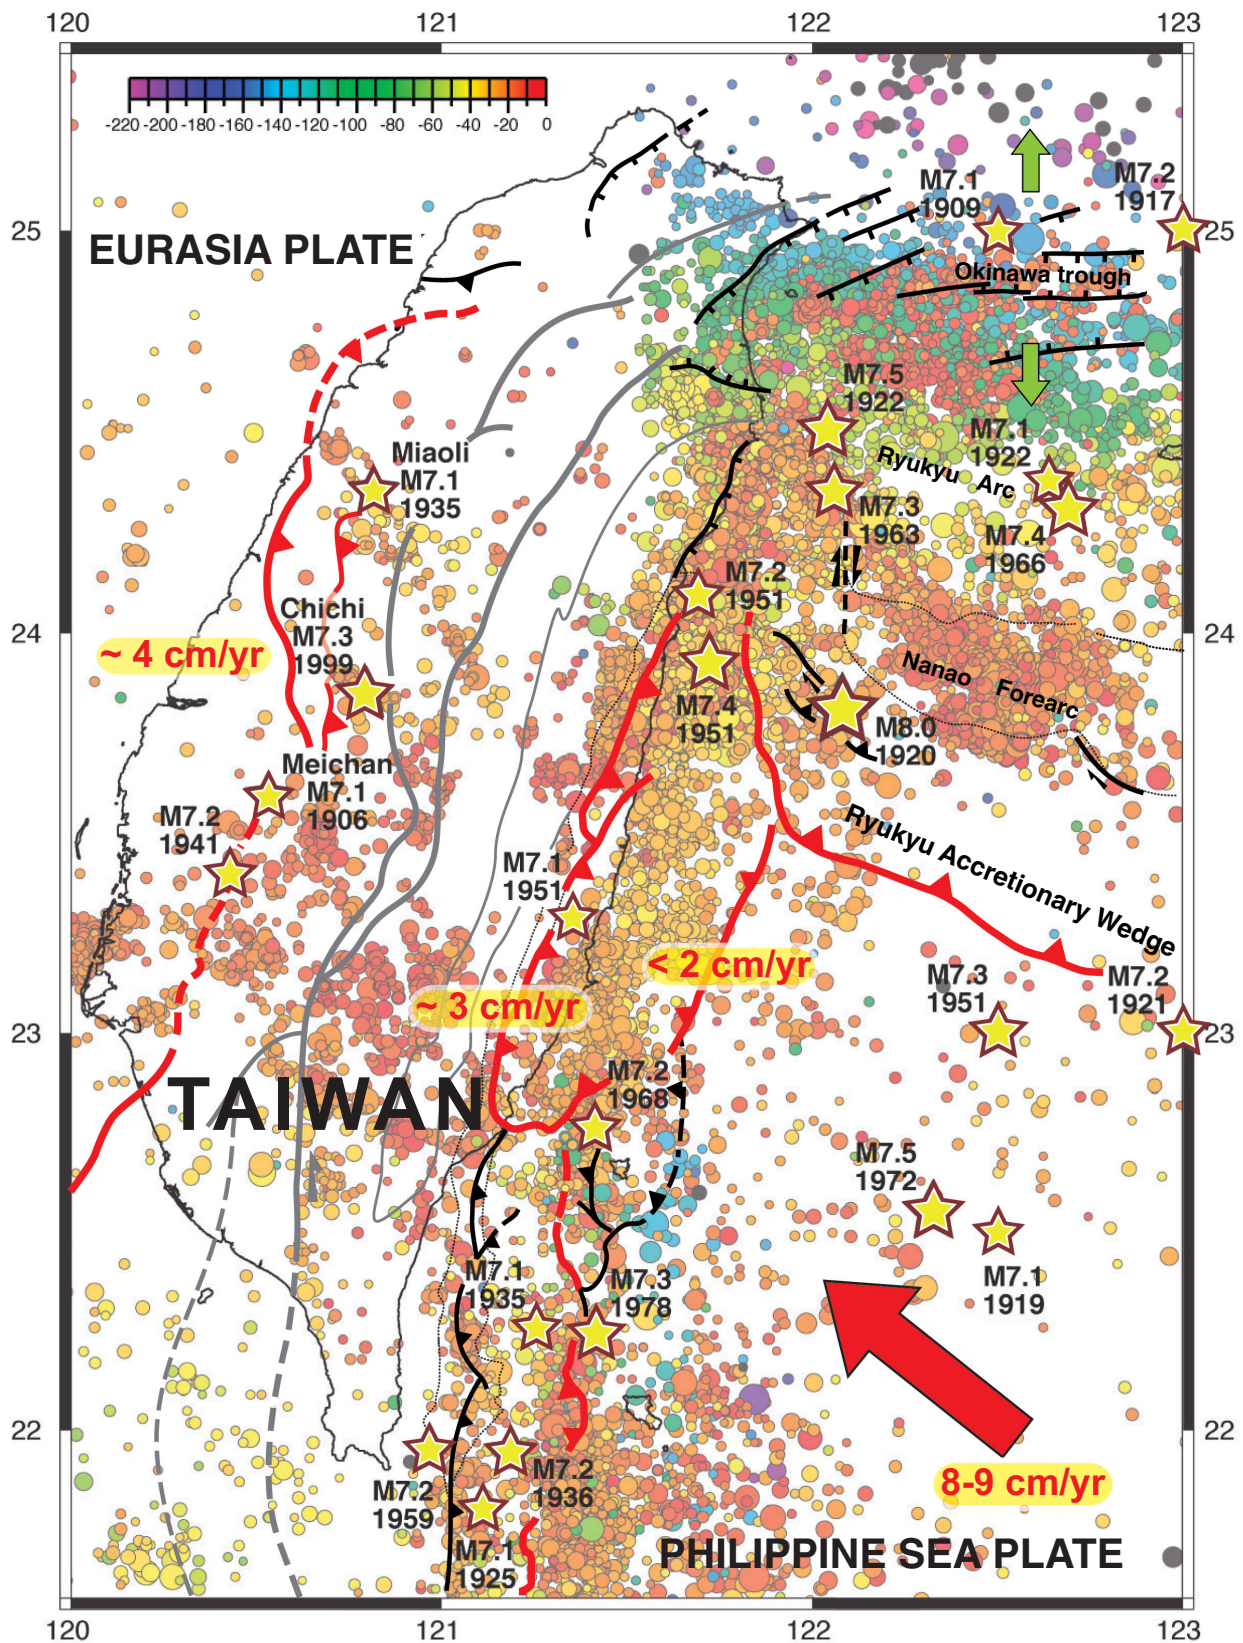 120
121
122
123
-220 -200 -180 -160 -140 -120 -100 -80 -60 -40 -20 0
M7.1
1909
M7.2
1917
25
25
EURASIA PLATE
Okinawa trough
M7.5
1922
M7.1
1922
Ryukyu Arc
Miaoli
M7.1
1935
M7.3
1963
M7.4
1966
M7.2
1951
Chichi
M7.3
1999
24
24
~ 4 cm/yr
Nanao Forearc
M7.4
1951
M8.0
1920
Meichan
M7.1
1906
M7.2
1941
Ryukyu Accretionary Wedge
M7.1
1951
< 2 cm/yr
M7.3
1951
M7.2
1921
~ 3 cm/yr
23
23
M7.2
1968
TAIWAN
M7.5
1972
M7.1
1935
M7.3
1978
M7.1
1919
22
22
M7.2
1959
M7.2
1936
8-9 cm/yr
M7.1
1925
PHILIPPINE SEA PLATE
120
121
122
123